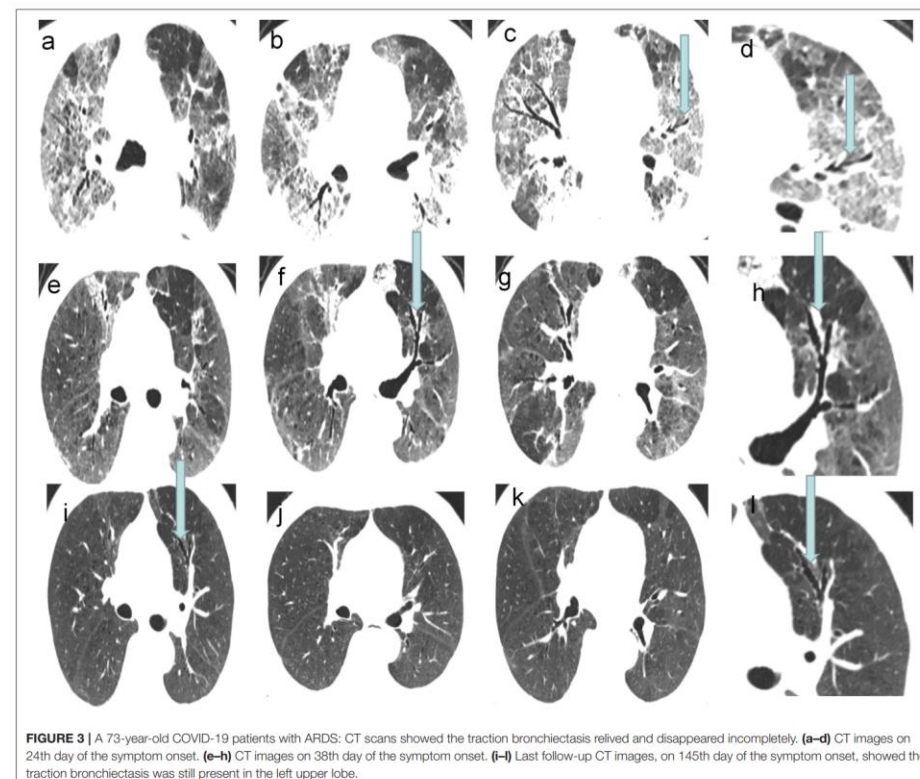 a
b
c
d
e
f
g
h
i
j
k
l
FIGURE 3 | A 73-year-old COVID-19 patients with ARDS: CT scans showed the traction bronchiectasis relived and disappeared incompletely. (a–d) CT images on
24th day of the symptom onset. (e–h) CT images on 38th day of the symptom onset. (i–l) Last follow-up CT images, on 145th day of the symptom onset, showed th
traction bronchiectasis was still present in the left upper lobe.